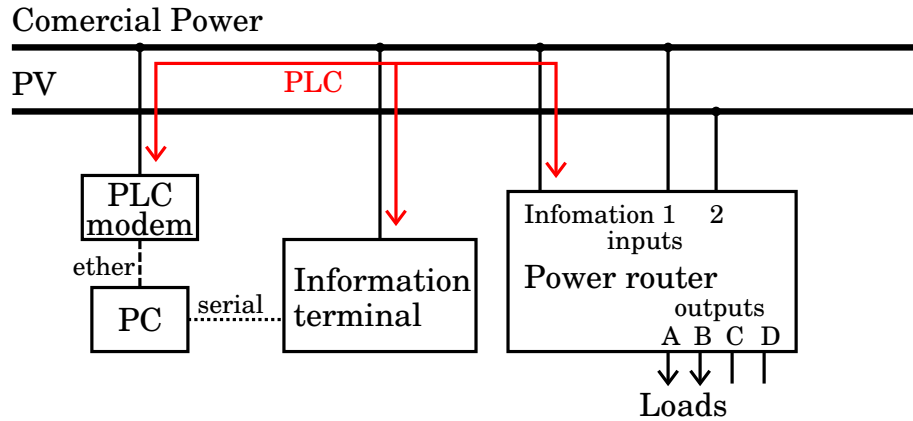 Comercial Power
PV
PLC
PLC
modem
ether
PC
serial
Information
terminal
Infomation 1 2
inputs
Power router
outputs
A B C D
Loads